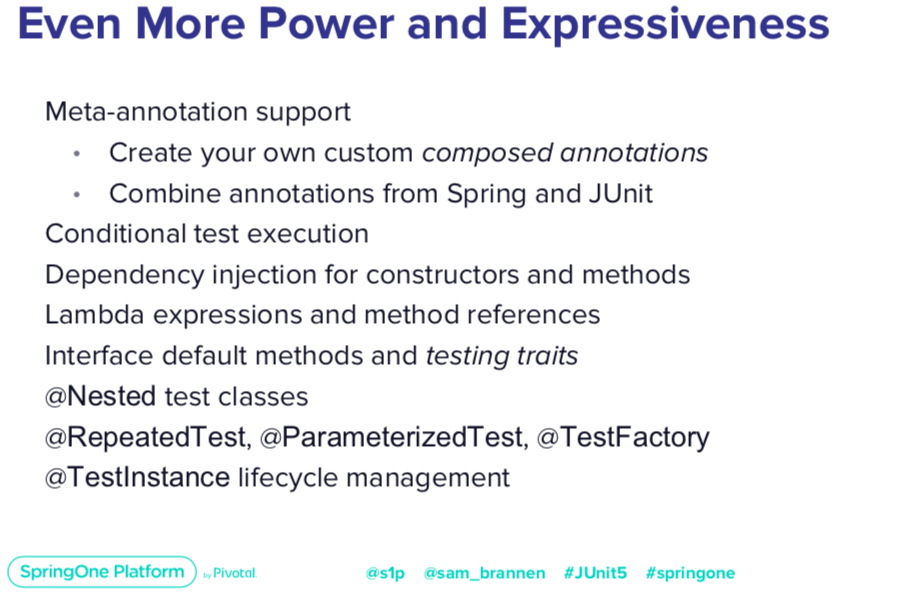 Even More Power and Expressiveness
Meta-annotation support
• Create your own custom composed annotations
• Combine annotations from Spring and JUnit
Conditional test execution
Dependency injection for constructors and methods
Lambda expressions and method references
Interface default methods and testing traits
@Nested test classes
@RepeatedTest, @ParameterizedTest, @TestFactory
@TestInstance lifecycle management
SpringOne Platform by Pivotal. @s1p @sam_brannen #JUnit5 #springone